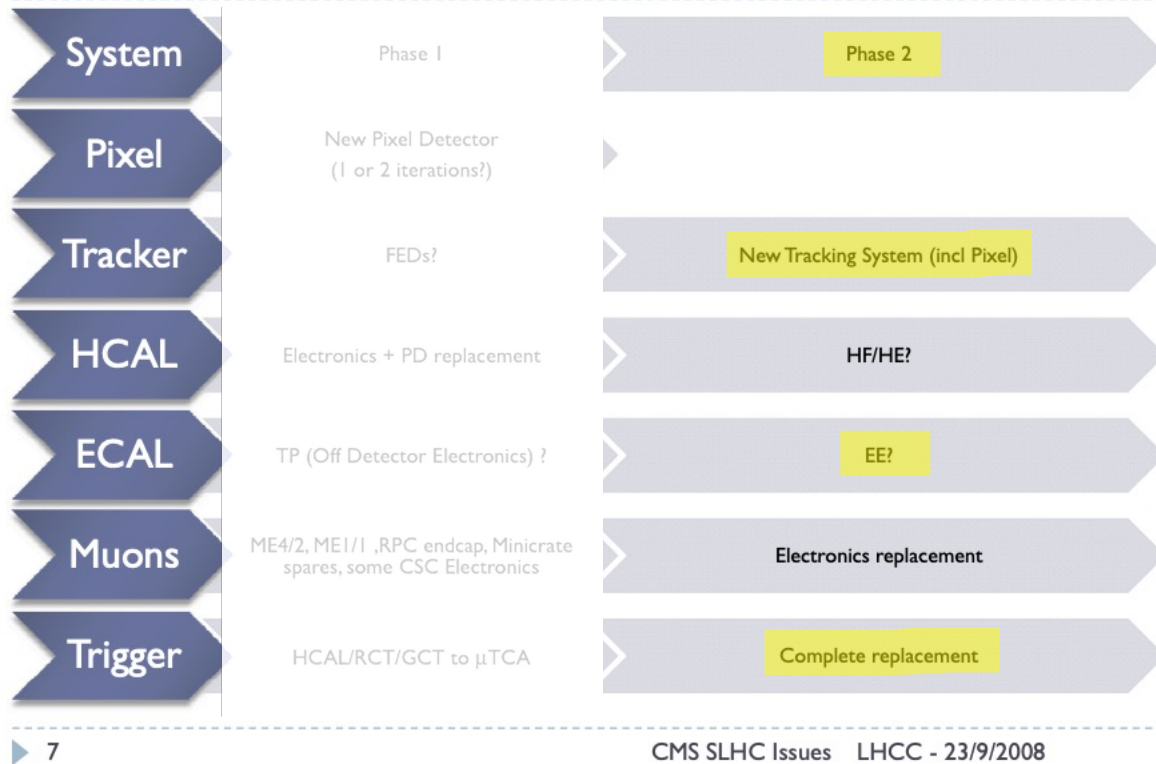 System
Phase 1
Phase 2
Pixel
New Pixel Detector
(1 or 2 iterations?)
Tracker
FEDs?
New Tracking System (incl Pixel)
HCAL
Electronics + PD replacement
HF/HE?
ECAL
TP (Off Detector Electronics) ?
EE?
Muons
ME4/2, ME1/1 ,RPC endcap, Minicrate
spares, some CSC Electronics
Electronics replacement
Trigger
HCAL/RCT/GCT to μTCA
Complete replacement
7
CMS SLHC Issues LHCC - 23/9/2008